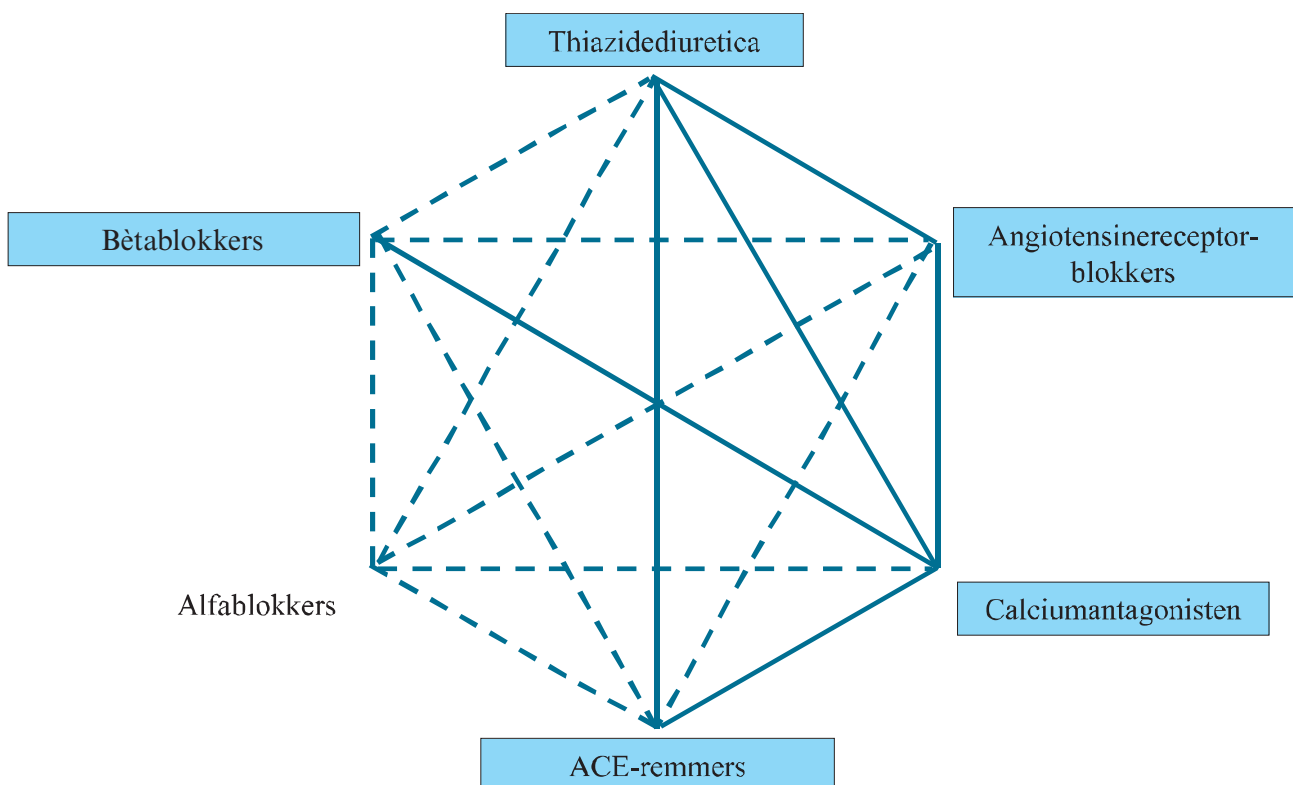 Thiazidediuretica
Bètablokkers
Angiotensinereceptor-
blokkers
Alfablokkers
Calciumantagonisten
ACE-remmers